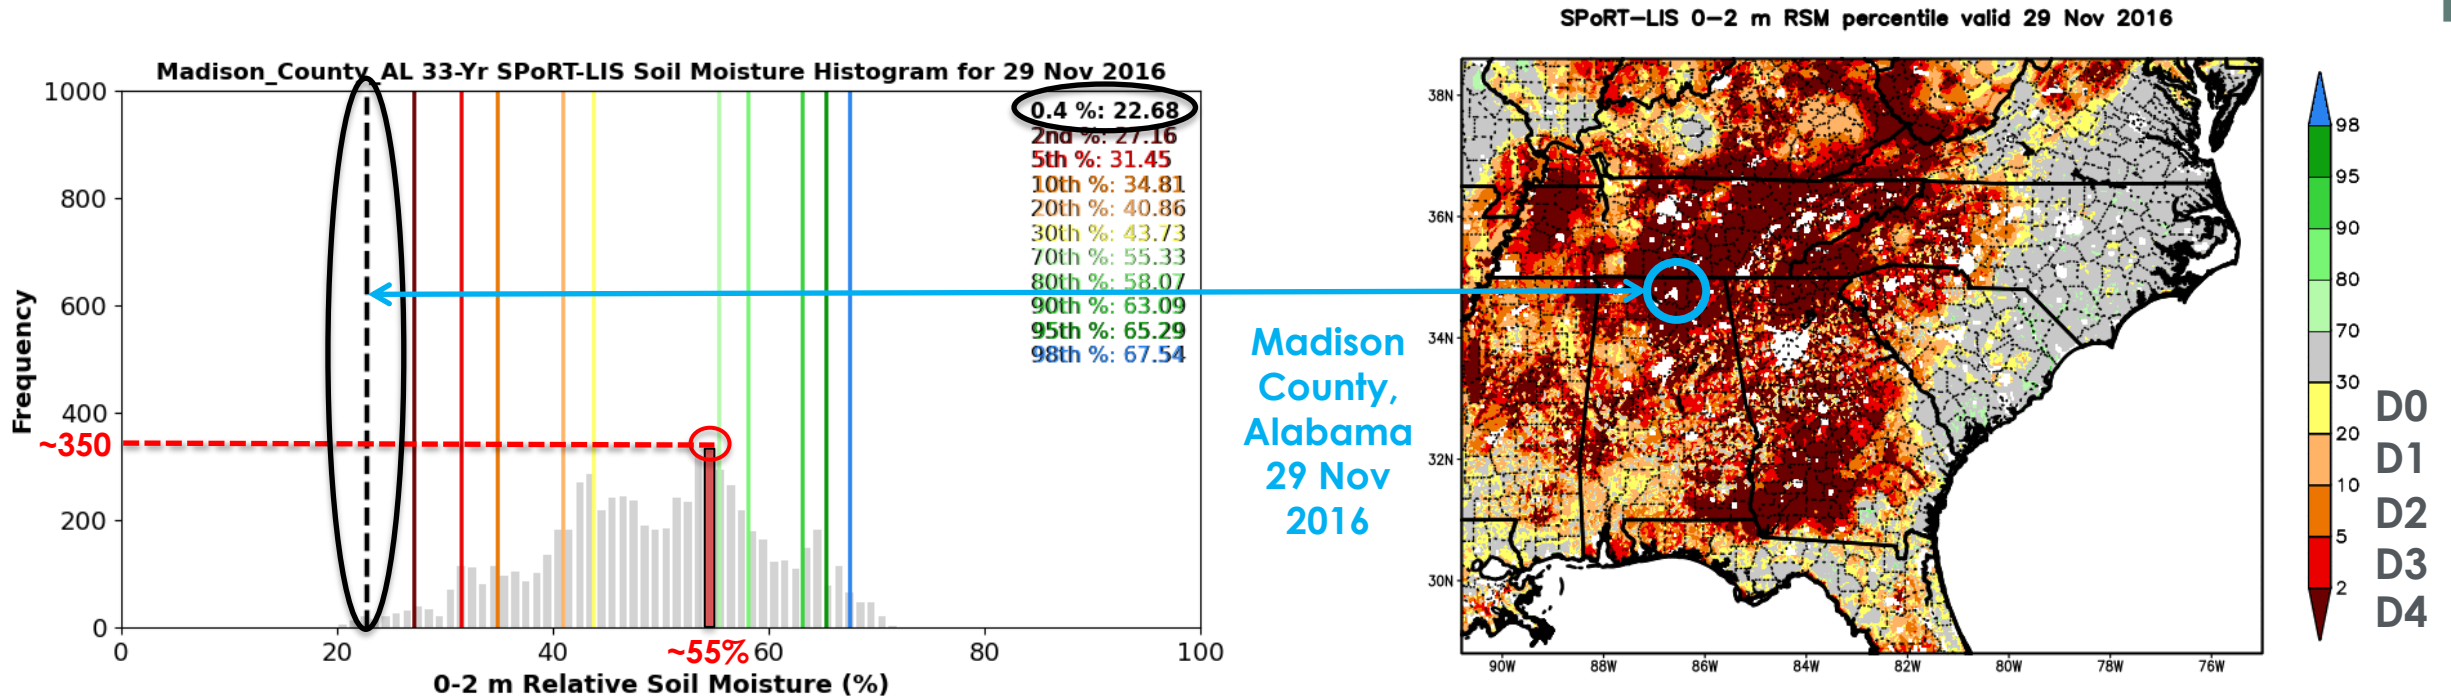 Madison_County_AL 33-Yr SPoRT-LIS Soil Moisture Histogram for 29 Nov 2016
1000
800
600
400
200
0
Frequency
~350
0.4 %: 22.68
2nd %: 27.16
5th %: 31.45
10th %: 34.81
20th %: 40.86
30th %: 43.73
70th %: 55.33
80th %: 58.07
90th %: 63.09
95th %: 65.29
98th %: 67.54
0
20
40
~55%
60
80
100
0-2 m Relative Soil Moisture (%)
Madison
County,
Alabama
29 Nov
2016
SPoRT-LIS 0-2 m RSM percentile valid 29 Nov 2016
38N
36N
34N
32N
30N
90W
88W
86W
84W
82W
80W
78W
76W
98
95
90
80
70
30
20
10
5
2
D0
D1
D2
D3
D4